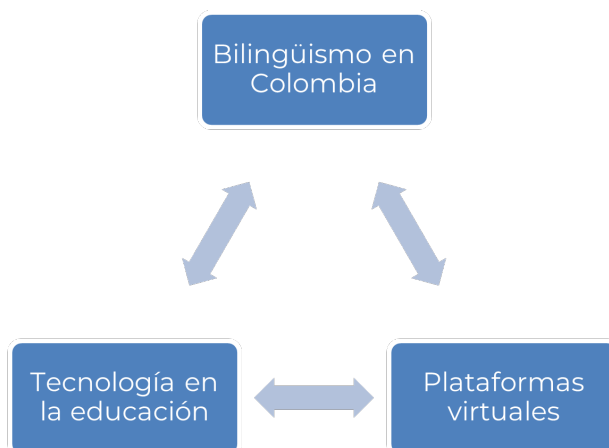 Bilingüismo en
Colombia
Tecnología en
la educación
Plataformas
virtuales